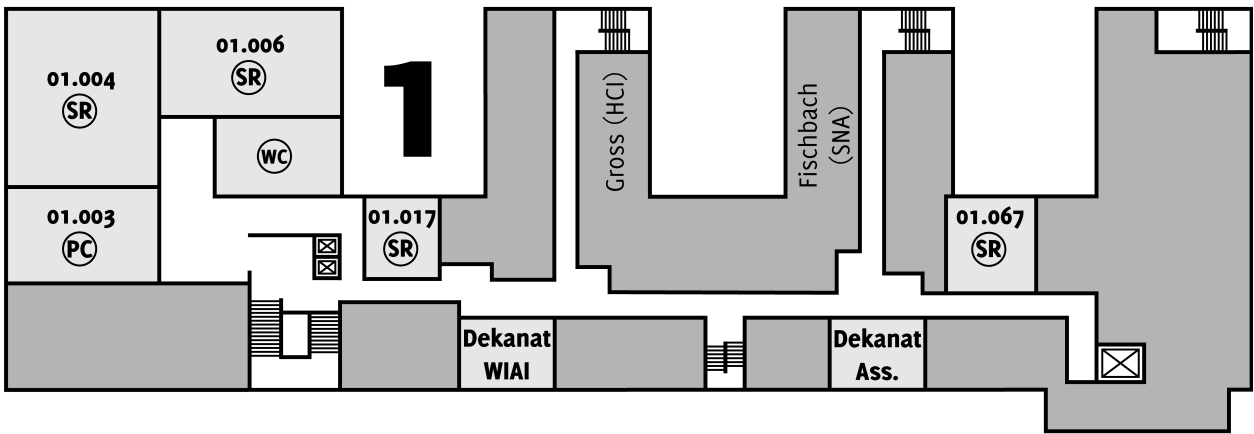 01.004
SR
01.006
SR
WC
01.003
PC
1
01.017
SR
Gross (HCI)
Fischbach
(SNA)
01.067
SR
Dekanat
WIAI
Dekanat
Ass.